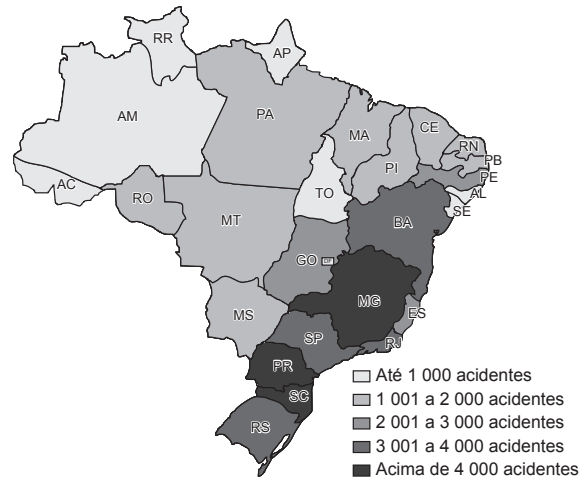 RR
AP
AM
PA
MA
CE
RN
PB
PE
AL
SE
PI
AC
RO
TO
BA
MT
GO
DF
MG
ES
MS
SP
RJ
PR
SC
RS
Até 1 000 acidentes
1 001 a 2 000 acidentes
2 001 a 3 000 acidentes
3 001 a 4 000 acidentes
Acima de 4 000 acidentes